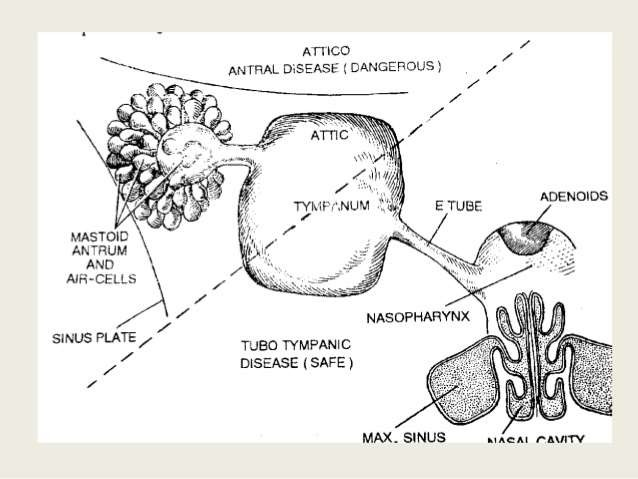 ATTICO
ANTRAL DISEASE ( DANGEROUS )
ATTIC
TYMPANUM
E TUBE
ADENOIDS
MASTOID
ANTRUM
AND
AIR-CELLS
SINUS PLATE
NASOPHARYNX
TUBO TYMPANIC
DISEASE ( SAFE )
MAX. SINUS
NASAL CAVITY